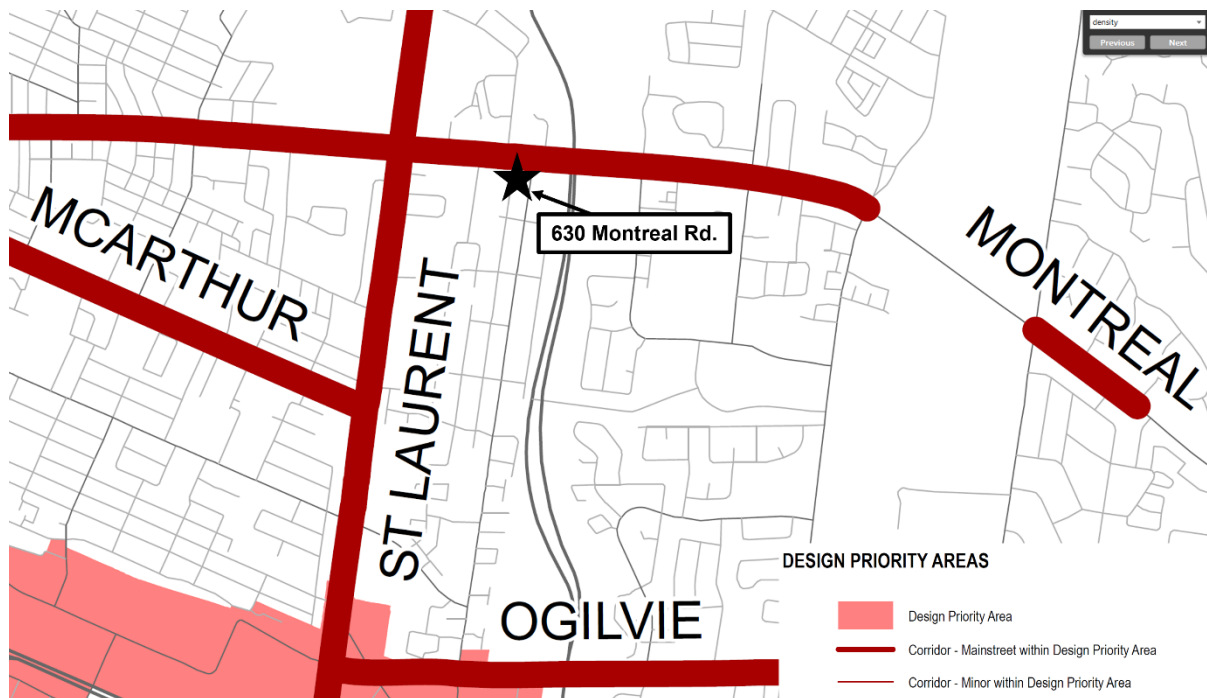 density
Previous
Next
630 Montreal Rd.
MCARTHUR
ST LAURENT
MONTREAL
OGILVIE
DESIGN PRIORITY AREAS
Design Priority Area
Corridor - Mainstreet within Design Priority Area
Corridor - Minor within Design Priority Area